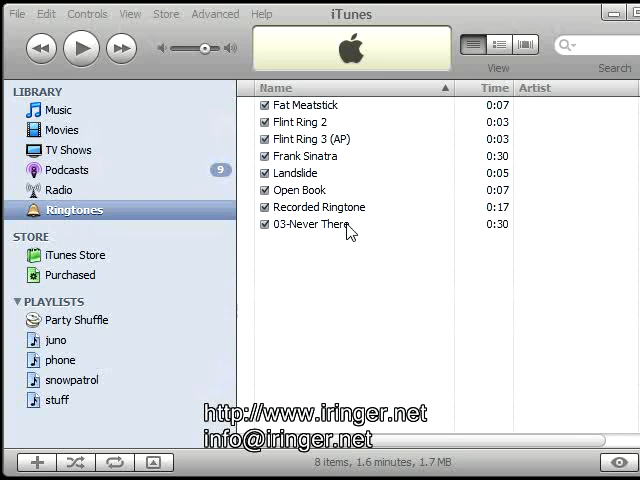 File Edit Controls View Store Advanced Help iTunes
View
Search
LIBRARY
Music
Movies
TV Shows
Podcasts 9
Radio
Ringtones
STORE
iTunes Store
Purchased
PLAYLISTS
Party Shuffle
juno
phone
snowpatrol
stuff
Name Time Artist
Fat Meatstick 0:07
Flint Ring 2 0:03
Flint Ring 3 (AP) 0:03
Frank Sinatra 0:30
Landslide 0:05
Open Book 0:07
Recorded Ringtone 0:17
03-Never There 0:30
http://www.iringer.net
info@iringer.net
8 items, 1.6 minutes, 1.7 MB